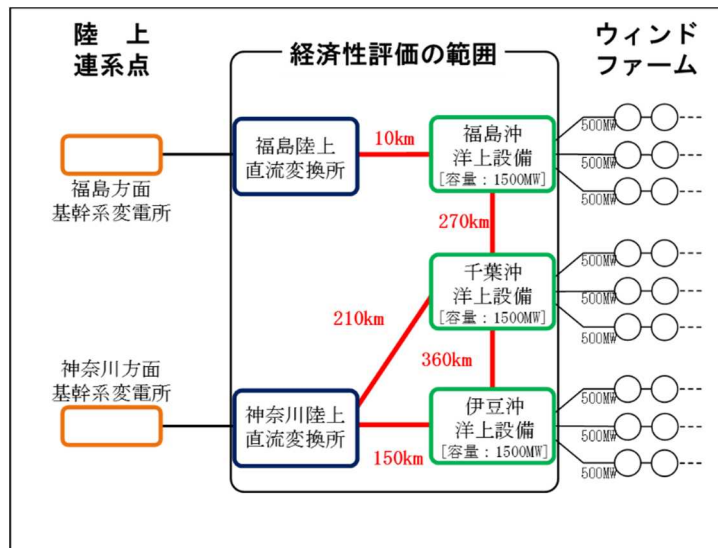 陸　上
連系点
経済性評価の範囲
ウィンド
ファーム
福島方面
基幹系変電所
福島陸上
直流変換所
10km
福島沖
洋上設備
[容量：1500MW]
500MW
500MW
500MW
270km
千葉沖
洋上設備
[容量：1500MW]
500MW
500MW
500MW
210km
360km
神奈川方面
基幹系変電所
神奈川陸上
直流変換所
150km
伊豆沖
洋上設備
[容量：1500MW]
500MW
500MW
500MW